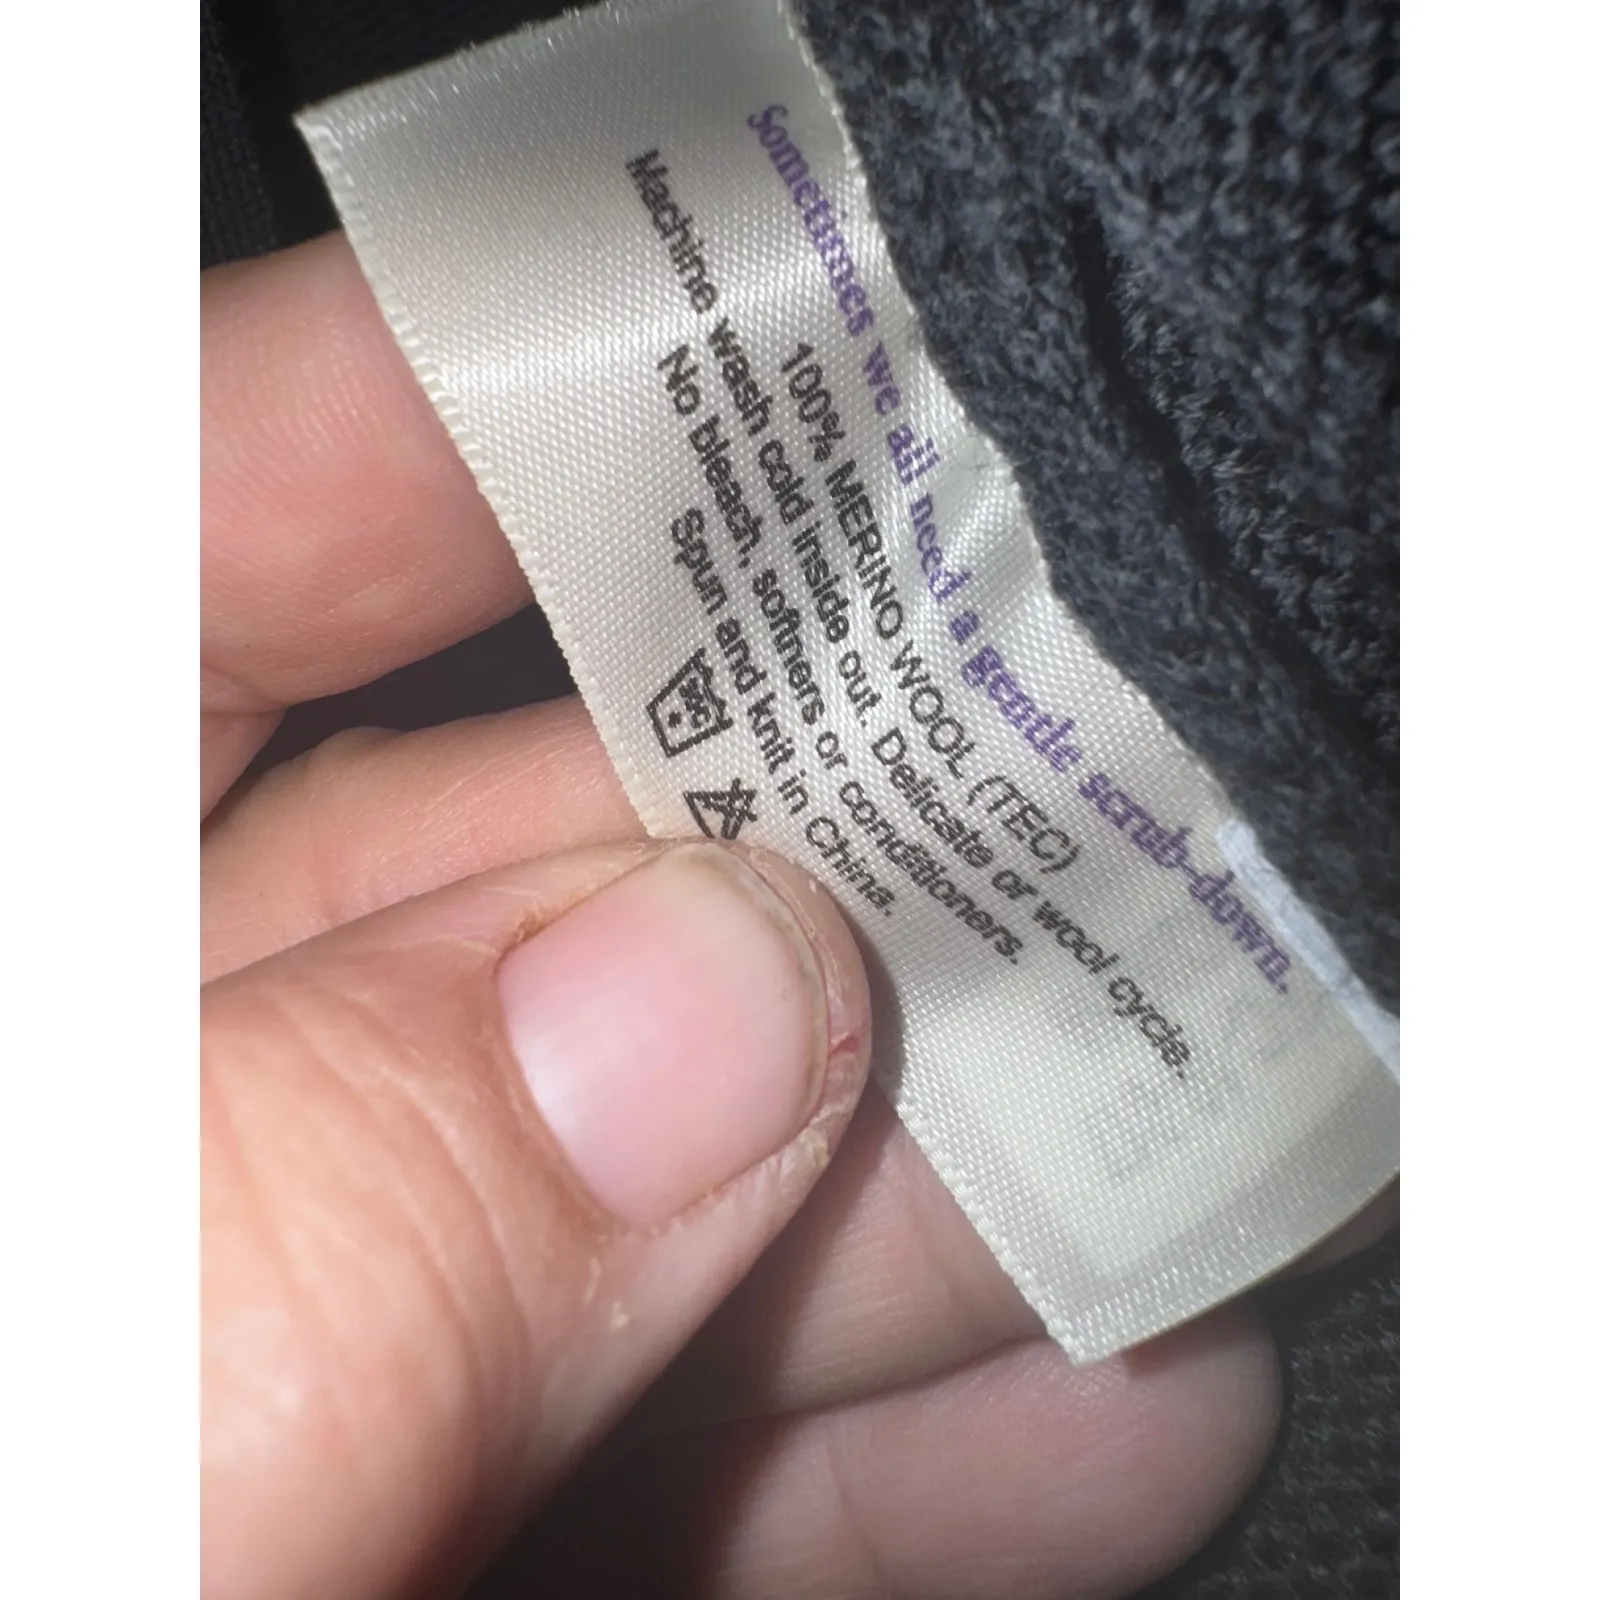 Sometimes we all need a gentle scrub-down.
100% MERINO WOOL (TEC)
Machine wash cold inside out. Delicate or wool cycle.
No bleach, softners or conditioners.
Spun and knit in China.
30C